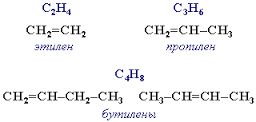 C₂H₄ C₃H₆
CH₂=CH₂ CH₂=CH–CH₃
этилен пропилен
C₄H₈
CH₂=CH–CH₂–CH₃ CH₃–CH=CH–CH₃
бутилены